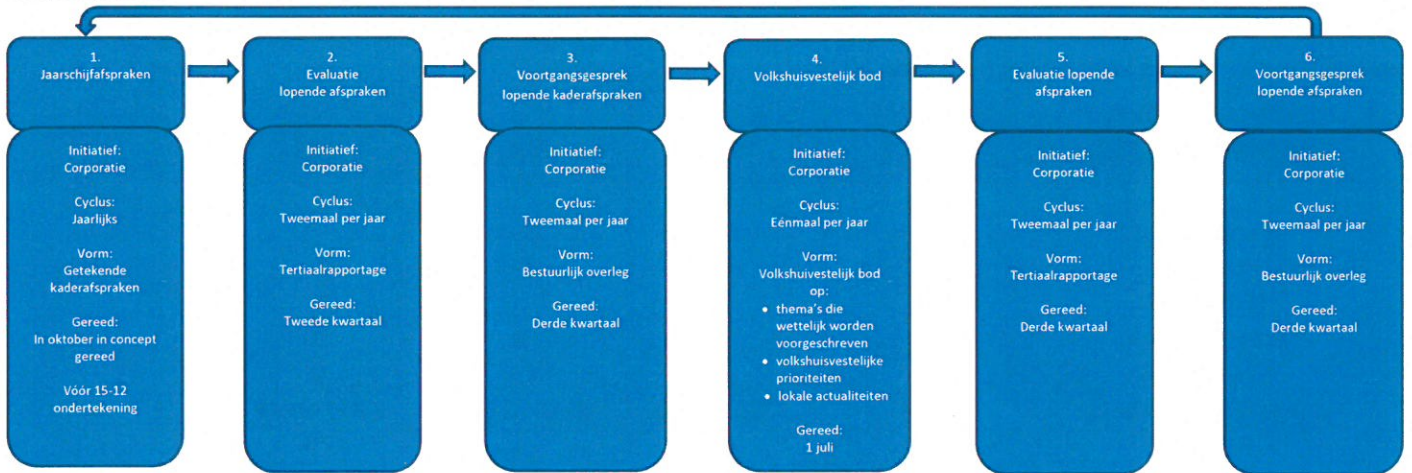 1.
Jaarschijfafspraken
Initiatief:
Corporatie
Cyclus:
Jaarlijks
Vorm:
Getekende
kaderafspraken
Gereed:
In oktober in concept
gereed
Vóór 15-12
ondertekening
2.
Evaluatie
lopende afspraken
Initiatief:
Corporatie
Cyclus:
Tweemaal per jaar
Vorm:
Tertiaalrapportage
Gereed:
Tweede kwartaal
3.
Voortgangsgesprek
lopende kaderafspraken
Initiatief:
Corporatie
Cyclus:
Tweemaal per jaar
Vorm:
Bestuurlijk overleg
Gereed:
Derde kwartaal
4.
Volkshuisvestelijk bod
Initiatief:
Corporatie
Cyclus:
Eénmaal per jaar
Vorm:
Volkshuivestelijk bod
op:
• thema's die
wettelijk worden
voorgeschreven
• volkshuisvestelijke
prioriteiten
• lokale actualiteiten
Gereed:
1 juli
5.
Evaluatie lopende
afspraken
Initiatief:
Corporatie
Cyclus:
Tweemaal per jaar
Vorm:
Tertiaalrapportage
Gereed:
Derde kwartaal
6.
Voortgangsgesprek
lopende afspraken
Initiatief:
Corporatie
Cyclus:
Tweemaal per jaar
Vorm:
Bestuurlijk overleg
Gereed:
Derde kwartaal